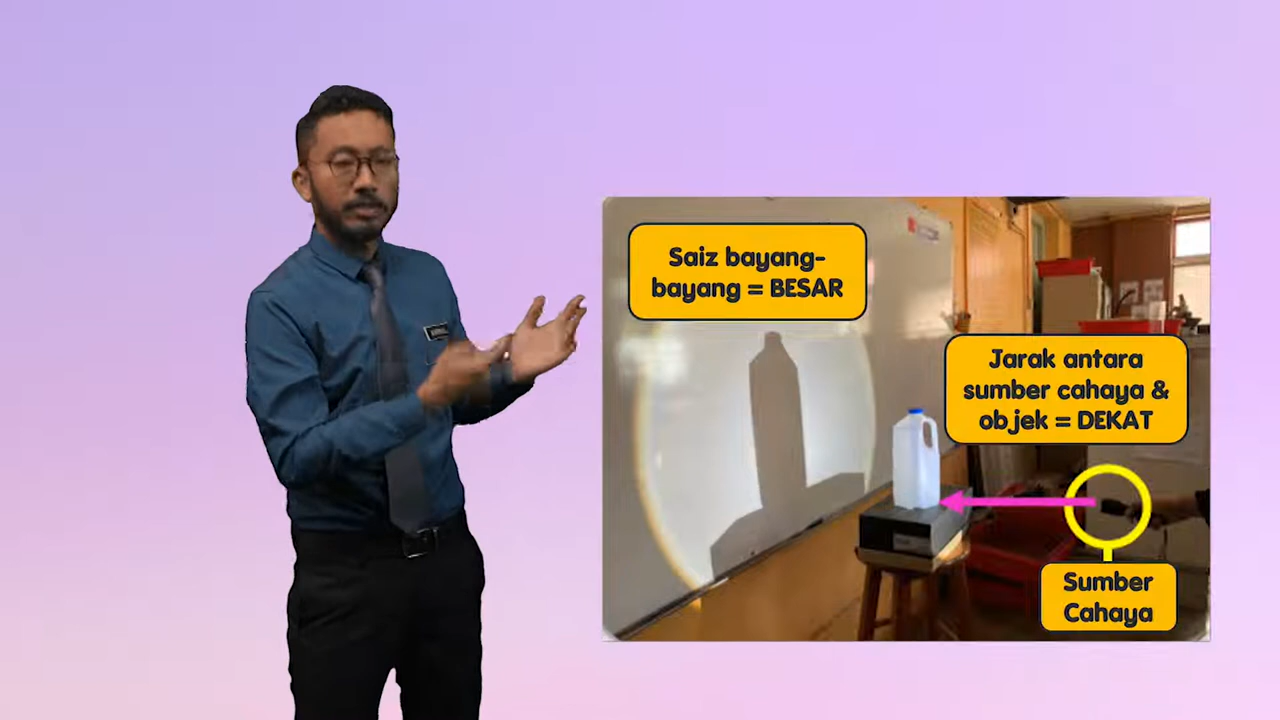 Saiz bayang-
bayang = BESAR
Jarak antara
sumber cahaya &
objek = DEKAT
Sumber
Cahaya